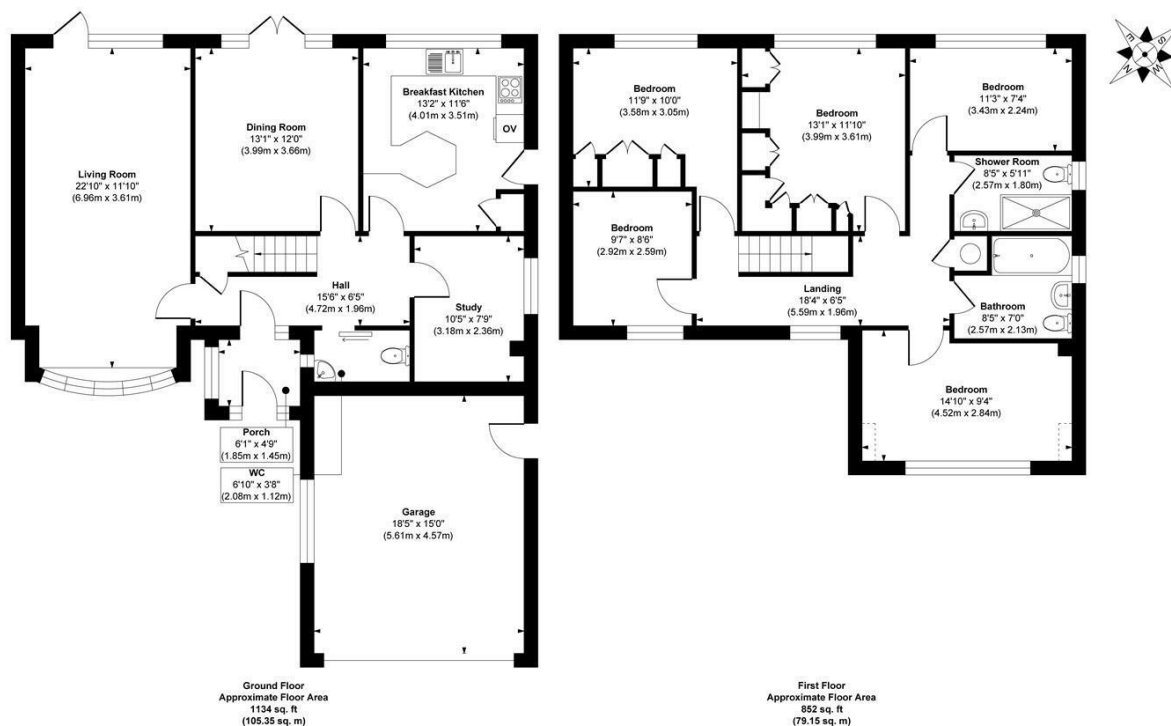 Living Room
22'10" x 11'10"
(6.96m x 3.61m)
Dining Room
13'1" x 12'0"
(3.99m x 3.66m)
Breakfast Kitchen
13'2" x 11'6"
(4.01m x 3.51m)
OV
Hall
15'6" x 6'5"
(4.72m x 1.96m)
Study
10'5" x 7'9"
(3.18m x 2.36m)
Porch
6'1" x 4'9"
(1.85m x 1.45m)
WC
6'10" x 3'8"
(2.08m x 1.12m)
Garage
18'5" x 15'0"
(5.61m x 4.57m)
Ground Floor
Approximate Floor Area
1134 sq. ft
(105.35 sq. m)
Bedroom
11'9" x 10'0"
(3.58m x 3.05m)
Bedroom
13'1" x 11'10"
(3.99m x 3.61m)
Bedroom
11'3" x 7'4"
(3.43m x 2.24m)
Shower Room
8'5" x 5'11"
(2.57m x 1.80m)
Bedroom
9'7" x 8'6"
(2.92m x 2.59m)
Landing
18'4" x 6'5"
(5.59m x 1.96m)
Bathroom
8'5" x 7'0"
(2.57m x 2.13m)
Bedroom
14'10" x 9'4"
(4.52m x 2.84m)
First Floor
Approximate Floor Area
852 sq. ft
(79.15 sq. m)
E
S
N
W